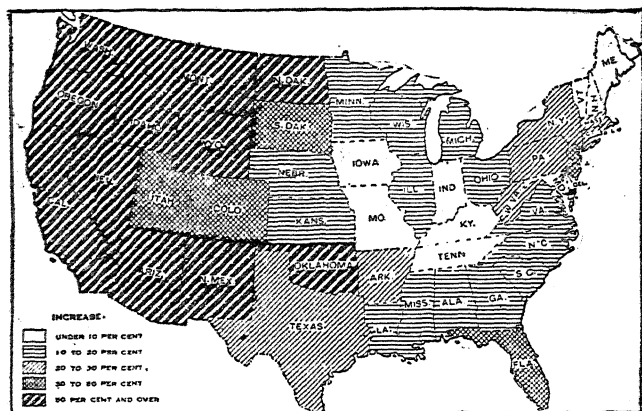 WASH.
MONT.
N.DAK.
MINN.
ME.
VT.
N.H.
OREGON
IDAHO
WYO.
S.DAK.
WIS.
MICH.
N.Y.
NEBR.
IOWA
ILL.
IND
OHIO
PA.
NEV.
UTAH
COLO.
KANS.
MO.
KY.
W.VA.
VA.
CAL.
ARIZ.
N.MEX.
OKLAHOMA
ARK.
TENN
N.C.
S.C.
TEXAS
LA.
MISS.
ALA
GA.
FLA.
INCREASE.
UNDER 10 PER CENT
10 TO 20 PER CENT
20 TO 30 PER CENT.
30 TO 50 PER CENT
50 PER CENT AND OVER